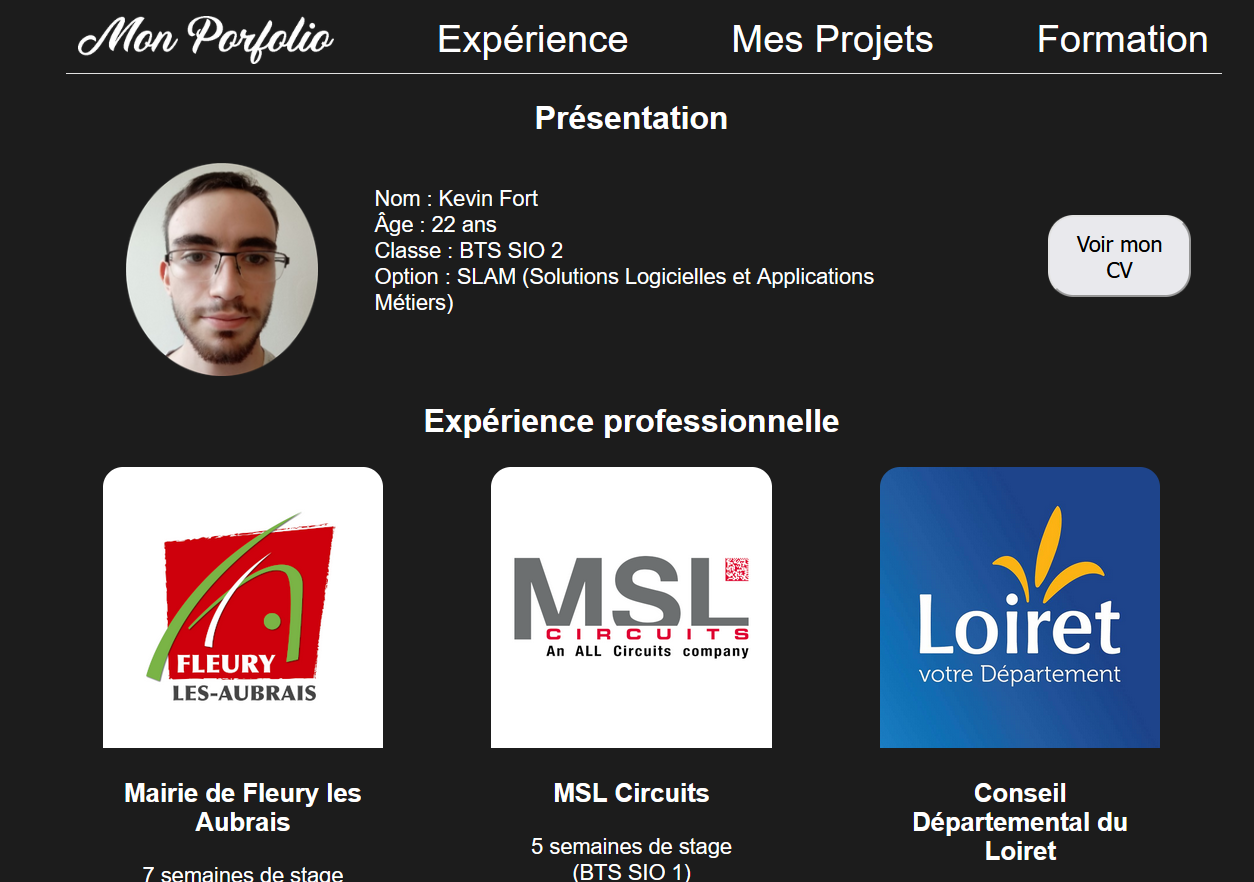 Mon Porfolio
Expérience
Mes Projets
Formation
Présentation
Nom : Kevin Fort
Âge : 22 ans
Classe : BTS SIO 2
Option : SLAM (Solutions Logicielles et Applications
Métiers)
Voir mon
CV
Expérience professionnelle
FLEURY
LES-AUBRAIS
MSL
CIRCUITS
An ALL Circuits company
Loiret
votre Département
Mairie de Fleury les
Aubrais
7 semaines de stage
MSL Circuits
5 semaines de stage
(BTS SIO 1)
Conseil
Départemental du
Loiret